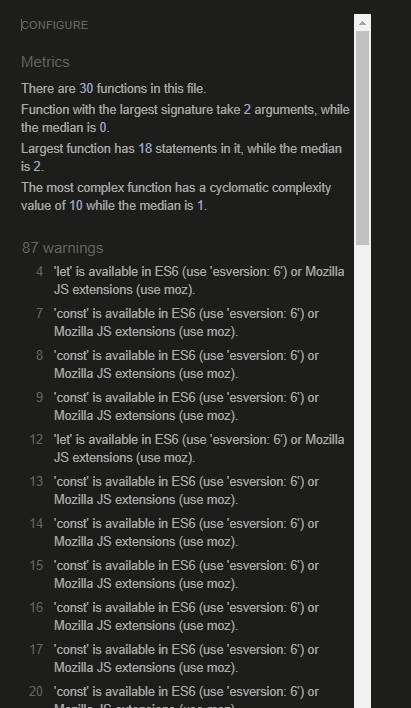 CONFIGURE
Metrics
There are 30 functions in this file.
Function with the largest signature take 2 arguments, while
the median is 0.
Largest function has 18 statements in it, while the median
is 2.
The most complex function has a cyclomatic complexity
value of 10 while the median is 1.
87 warnings
4 'let' is available in ES6 (use 'esversion: 6') or Mozilla
JS extensions (use moz).
7 'const' is available in ES6 (use 'esversion: 6') or
Mozilla JS extensions (use moz).
8 'const' is available in ES6 (use 'esversion: 6') or
Mozilla JS extensions (use moz).
9 'const' is available in ES6 (use 'esversion: 6') or
Mozilla JS extensions (use moz).
12 'let' is available in ES6 (use 'esversion: 6') or Mozilla
JS extensions (use moz).
13 'const' is available in ES6 (use 'esversion: 6') or
Mozilla JS extensions (use moz).
14 'const' is available in ES6 (use 'esversion: 6') or
Mozilla JS extensions (use moz).
15 'const' is available in ES6 (use 'esversion: 6') or
Mozilla JS extensions (use moz).
16 'const' is available in ES6 (use 'esversion: 6') or
Mozilla JS extensions (use moz).
17 'const' is available in ES6 (use 'esversion: 6') or
Mozilla JS extensions (use moz).
20 'const' is available in ES6 (use 'esversion: 6') or
Mozilla JS extensions (use moz).